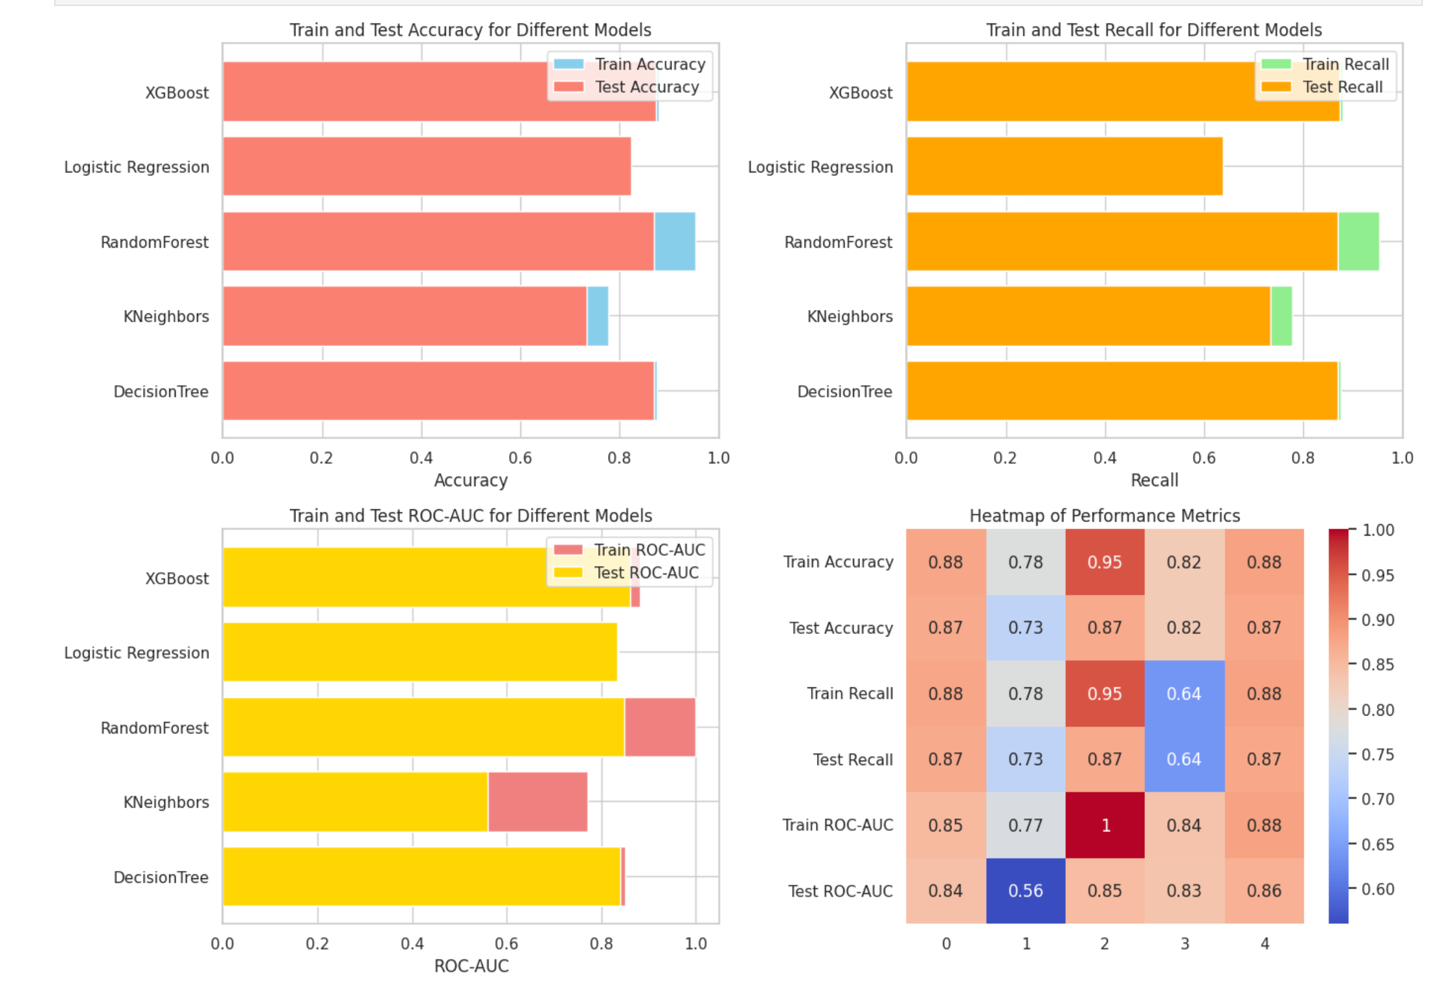 Train and Test Accuracy for Different Models
Train Accuracy
Test Accuracy
XGBoost
Logistic Regression
RandomForest
KNeighbors
DecisionTree
0.0 0.2 0.4 0.6 0.8 1.0
Accuracy
Train and Test Recall for Different Models
Train Recall
Test Recall
XGBoost
Logistic Regression
RandomForest
KNeighbors
DecisionTree
0.0 0.2 0.4 0.6 0.8 1.0
Recall
Train and Test ROC-AUC for Different Models
Train ROC-AUC
Test ROC-AUC
XGBoost
Logistic Regression
RandomForest
KNeighbors
DecisionTree
0.0 0.2 0.4 0.6 0.8 1.0
ROC-AUC
Heatmap of Performance Metrics
Train Accuracy 0.88 0.78 0.95 0.82 0.88
Test Accuracy 0.87 0.73 0.87 0.82 0.87
Train Recall 0.88 0.78 0.95 0.64 0.88
Test Recall 0.87 0.73 0.87 0.64 0.87
Train ROC-AUC 0.85 0.77 1 0.84 0.88
Test ROC-AUC 0.84 0.56 0.85 0.83 0.86
0 1 2 3 4
1.00
0.95
0.90
0.85
0.80
0.75
0.70
0.65
0.60